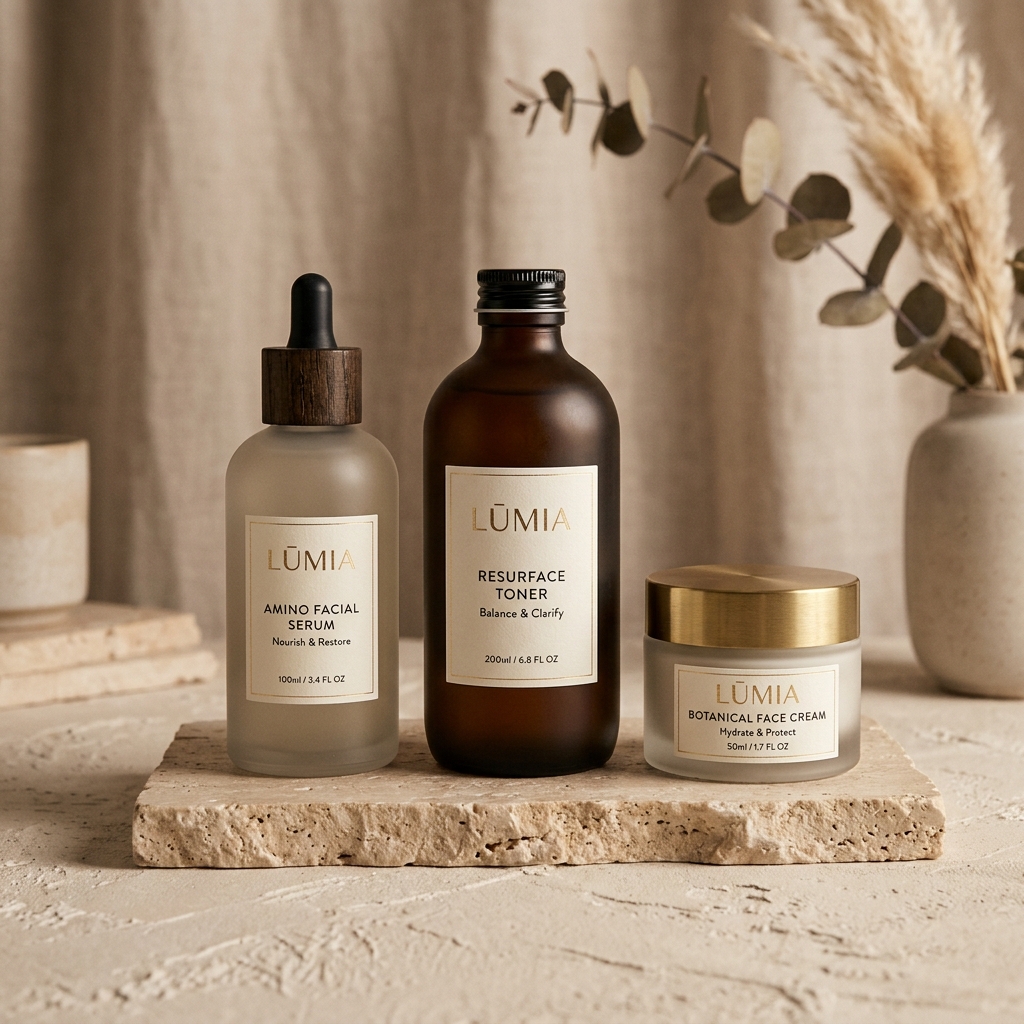 LŪMIA
AMINO FACIAL
SERUM
Nourish & Restore
100ml / 3.4 FL OZ
LŪMIA
RESURFACE
TONER
Balance & Clarify
200ml / 6.8 FL OZ
LŪMIA
BOTANICAL FACE CREAM
Mydrate & Protect
50ml / 1,7 FL OZ